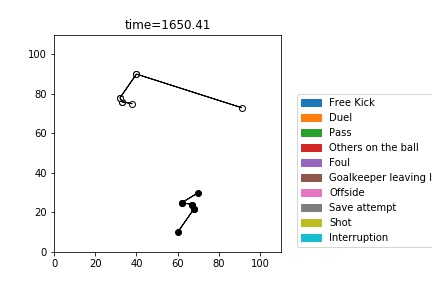 time=1650.41
100
80
60
40
20
0
0 20 40 60 80 100
Free Kick
Duel
Pass
Others on the ball
Foul
Goalkeeper leaving l
Offside
Save attempt
Shot
Interruption